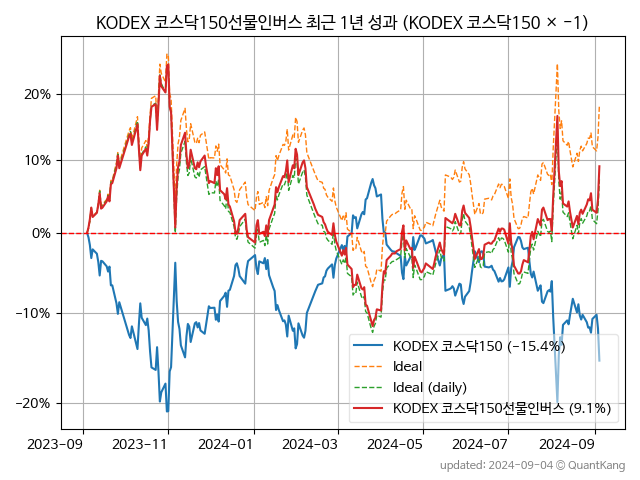 KODEX 코스닥150선물인버스 최근 1년 성과 (KODEX 코스닥150 × −1)
20%
10%
0%
−10%
−20%
KODEX 코스닥150 (−15.4%)
Ideal
Ideal (daily)
KODEX 코스닥150선물인버스 (9.1%)
2023−09 2023−11 2024−01 2024−03 2024−05 2024−07 2024−09
updated: 2024−09−04 © QuantKang